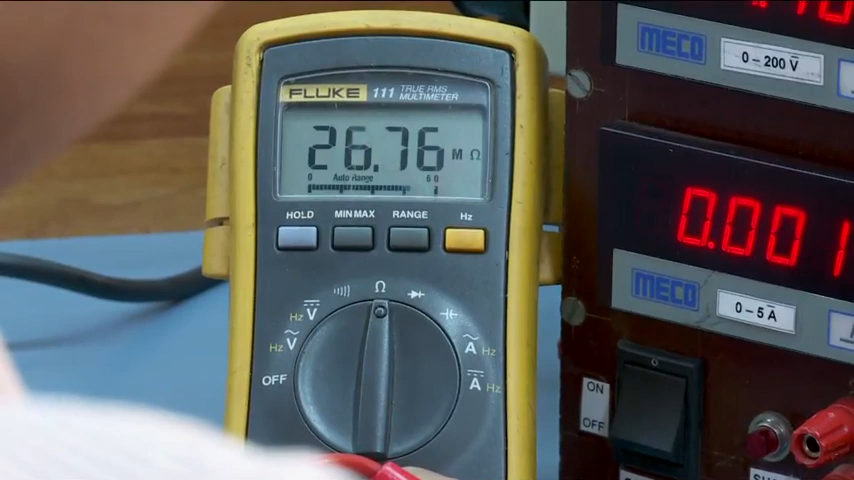 FLUKE 111 TRUE RMS MULTIMETER
26.76 M Ω
0 Auto Range 60
HOLD MIN MAX RANGE Hz
Ω
Hz V
Hz V
OFF
A Hz
A Hz
MECO
0-200 V
0.001
MECO
0-5 A
ON
OFF